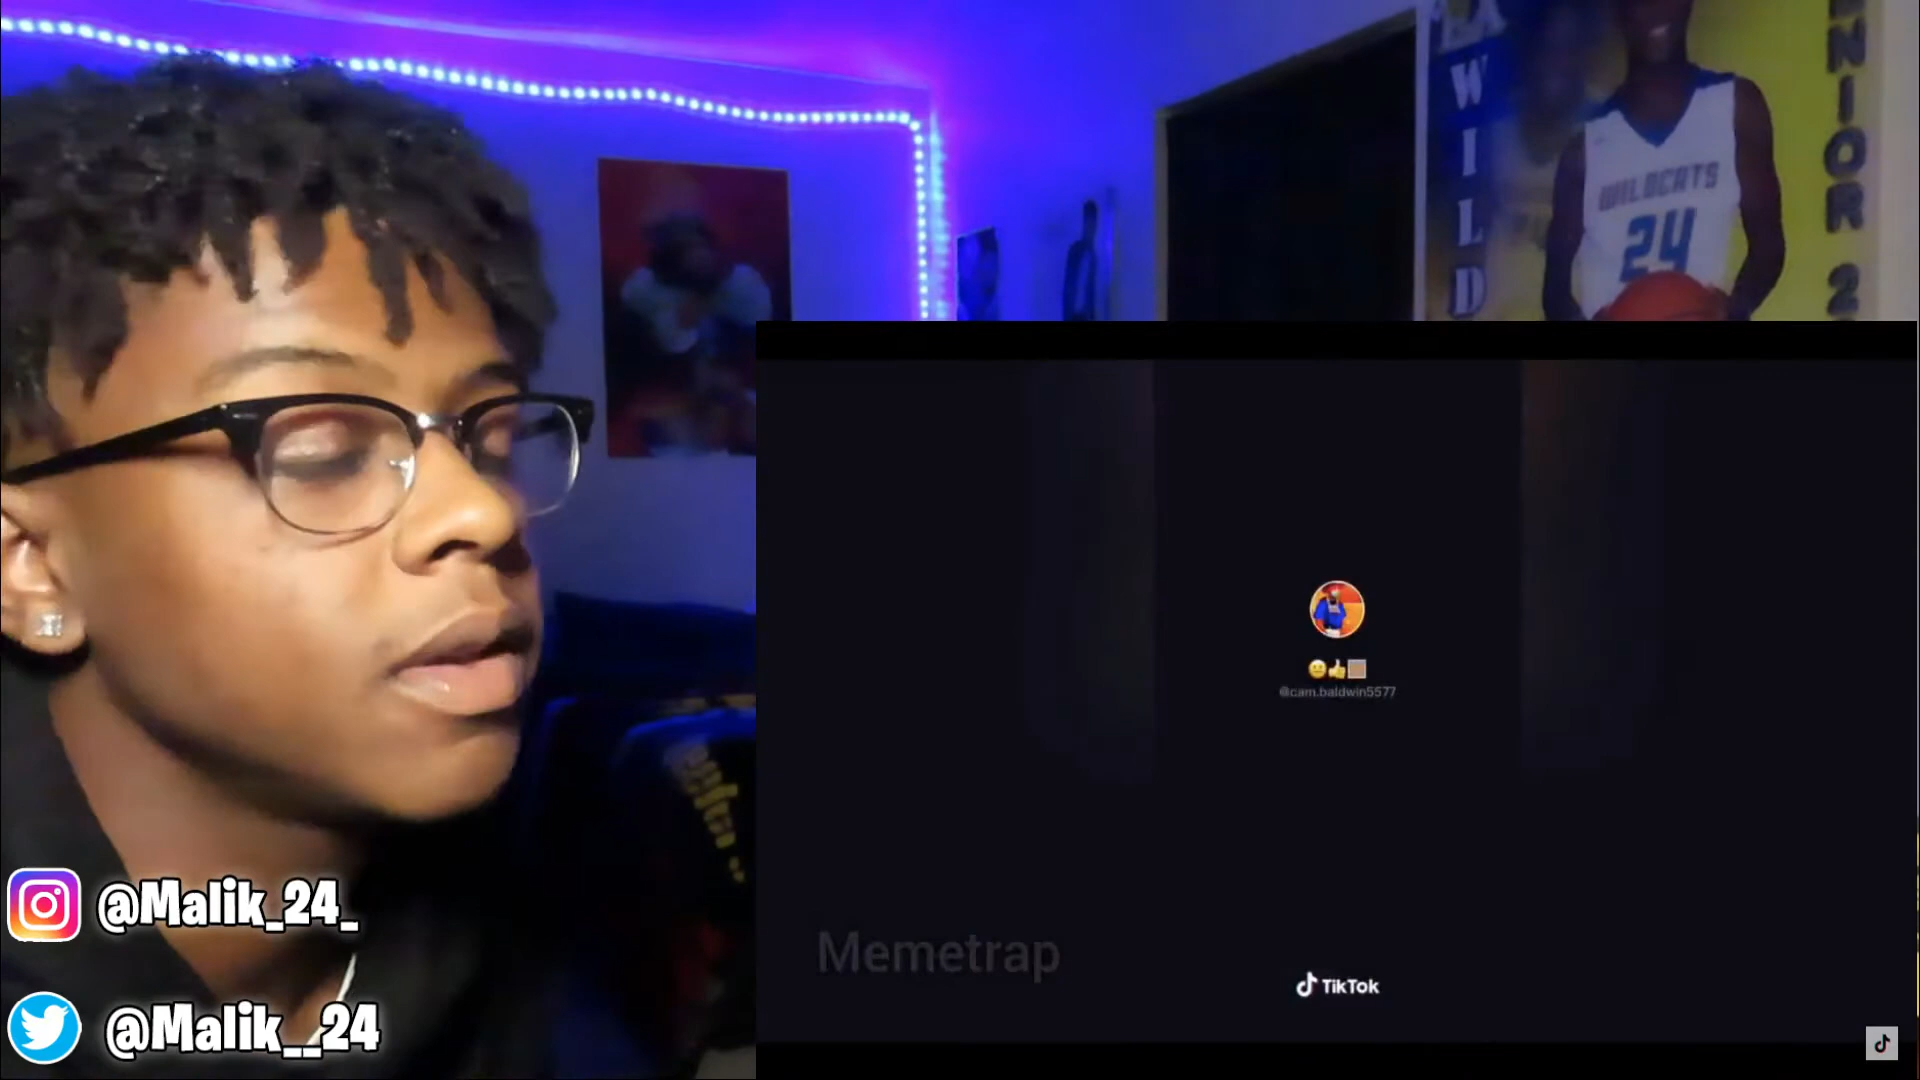 WILD
NIOR 2
WILDCATS
24
@cam.baldwin5577
Memetrap
TikTok
@Malik_24_
@Malik__24